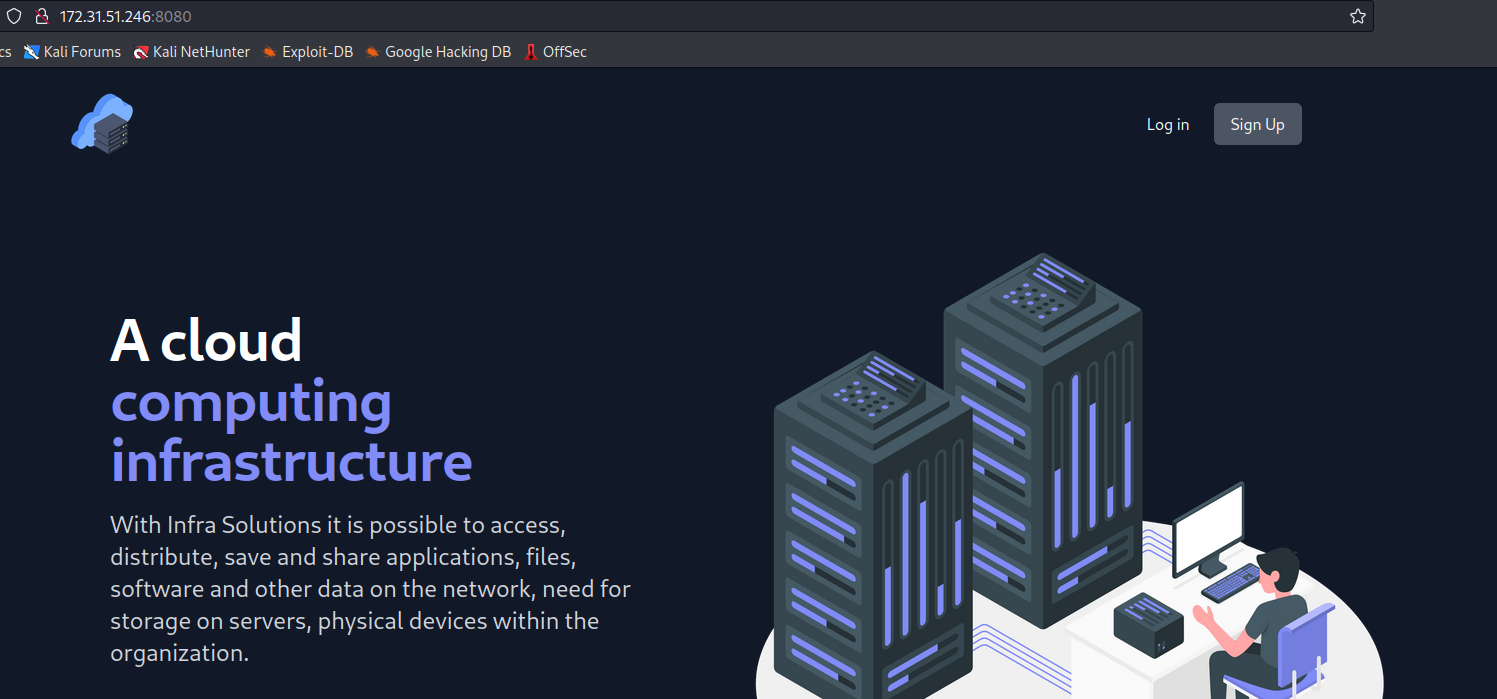 172.31.51.246:8080
cs Kali Forums Kali NetHunter Exploit-DB Google Hacking DB OffSec
Log in Sign Up
A cloud
computing
infrastructure
With Infra Solutions it is possible to access,
distribute, save and share applications, files,
software and other data on the network, need for
storage on servers, physical devices within the
organization.